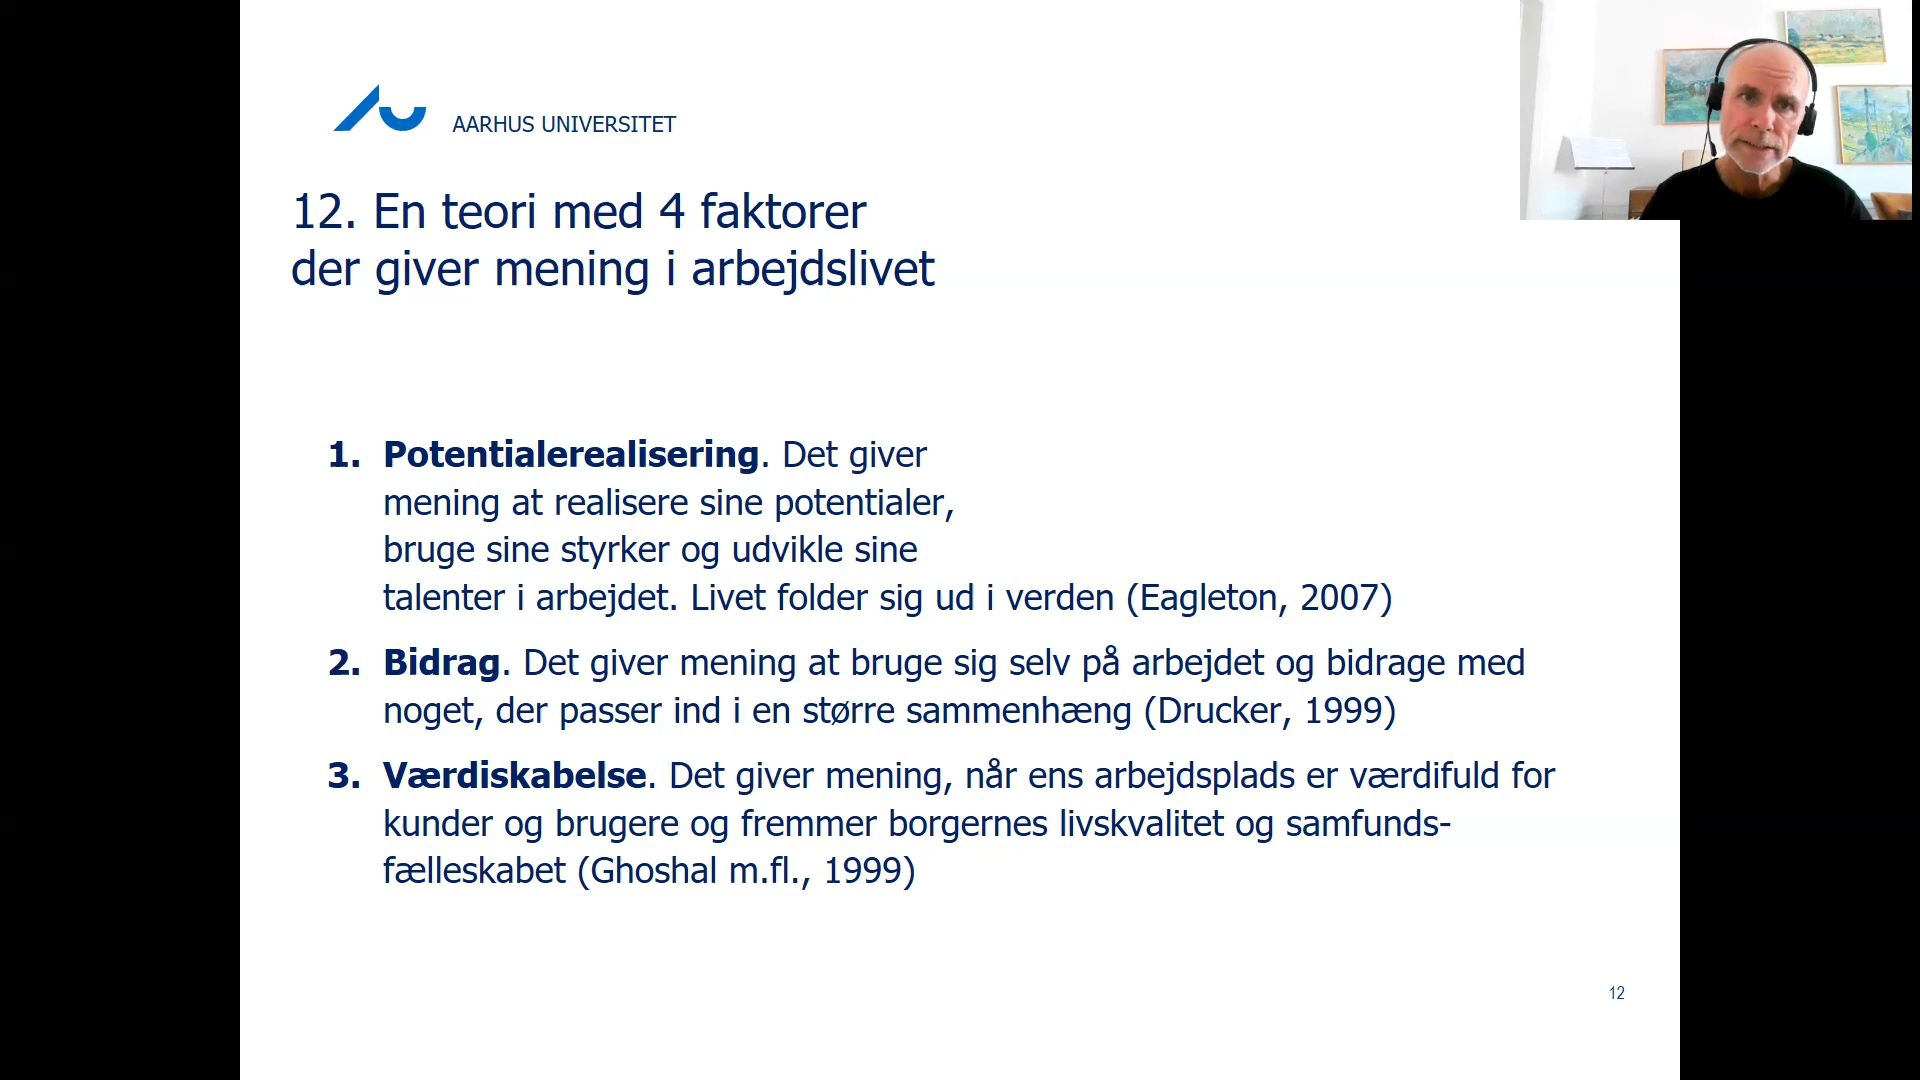 AARHUS UNIVERSITET
12. En teori med 4 faktorer
der giver mening i arbejdslivet
1. Potentialerealisering. Det giver
mening at realisere sine potentialer,
bruge sine styrker og udvikle sine
talenter i arbejdet. Livet folder sig ud i verden (Eagleton, 2007)
2. Bidrag. Det giver mening at bruge sig selv på arbejdet og bidrage med
noget, der passer ind i en større sammenhæng (Drucker, 1999)
3. Værdiskabelse. Det giver mening, når ens arbejdsplads er værdifuld for
kunder og brugere og fremmer borgernes livskvalitet og samfunds-
fælleskabet (Ghoshal m.fl., 1999)
12